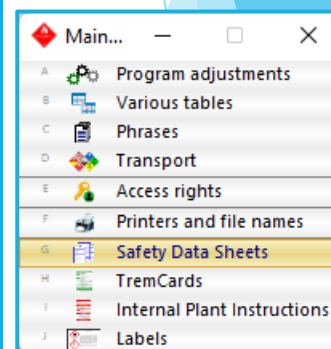 Main...
A Program adjustments
B Various tables
C Phrases
D Transport
E Access rights
F Printers and file names
G Safety Data Sheets
H TremCards
I Internal Plant Instructions
J Labels